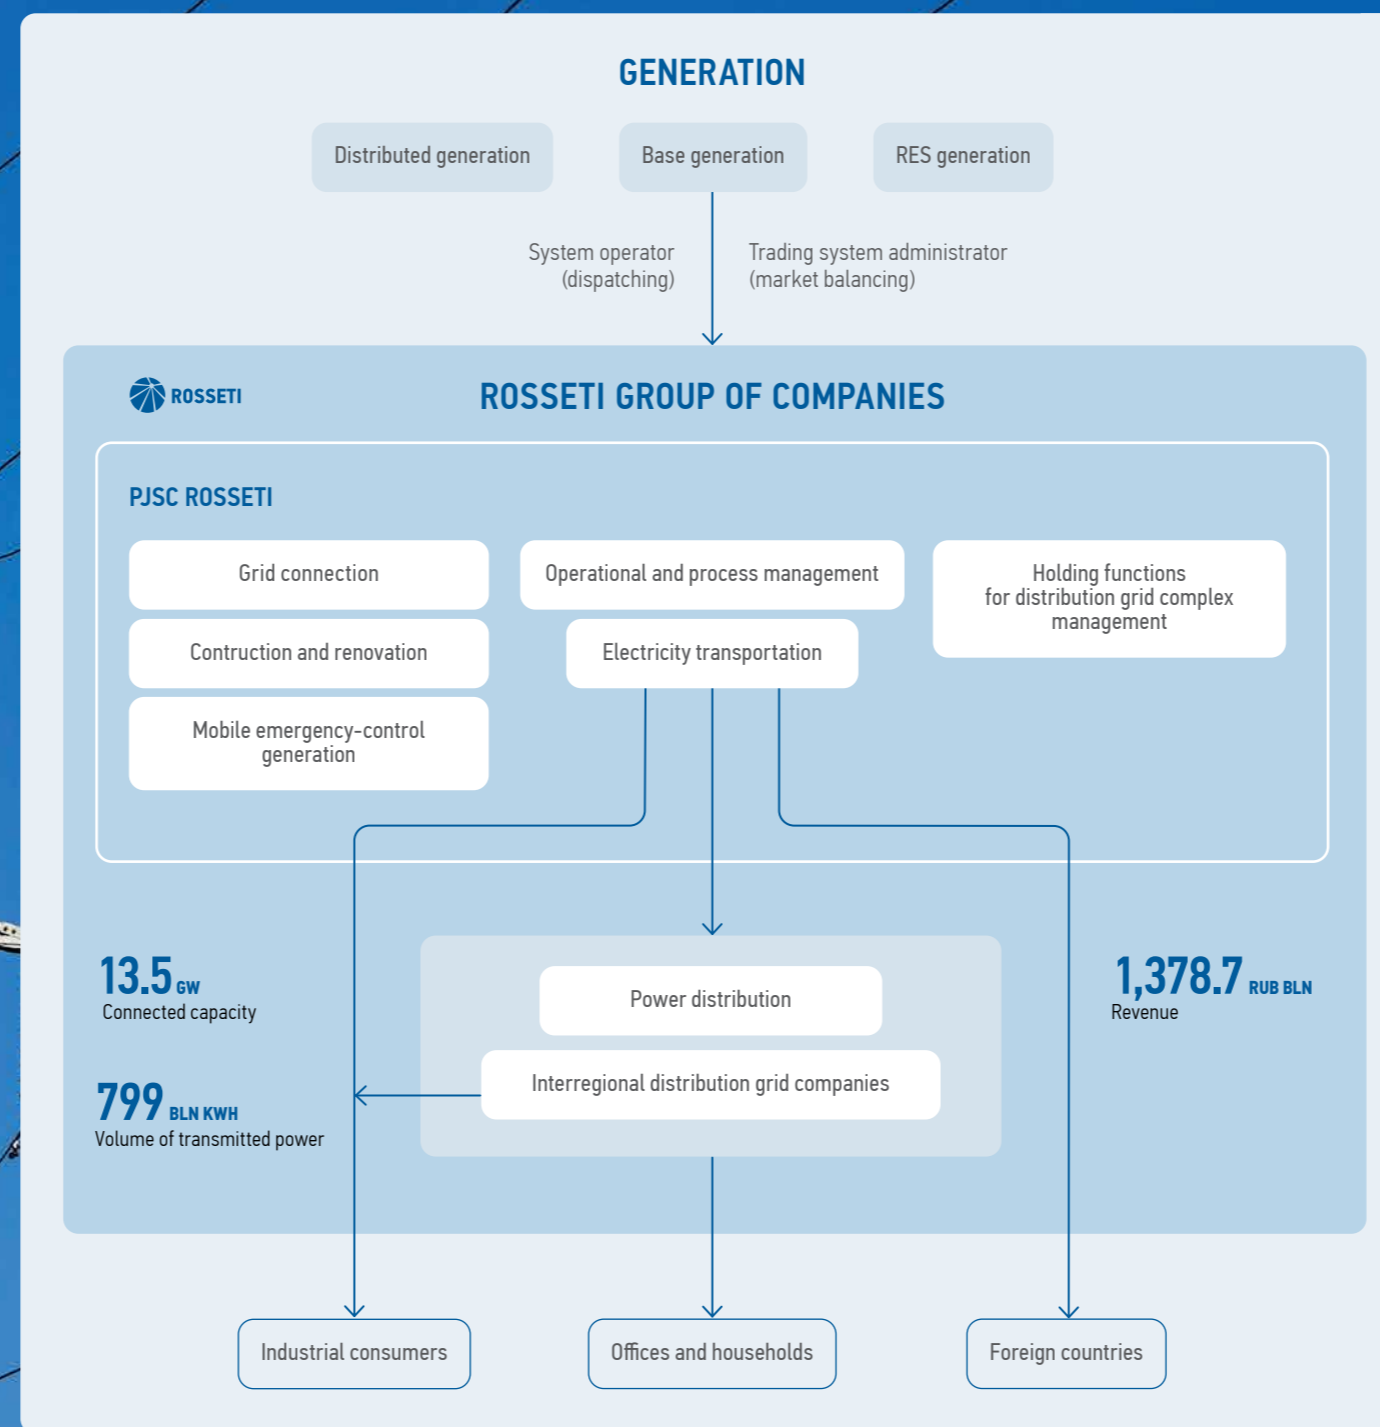 GENERATION
Distributed generation
Base generation
RES generation
System operator
(dispatching)
Trading system administrator
(market balancing)
ROSSETI
ROSSETI GROUP OF COMPANIES
PJSC ROSSETI
Grid connection
Contruction and renovation
Mobile emergency-control
generation
Operational and process management
Electricity transportation
Holding functions
for distribution grid complex
management
13.5 GW
Connected capacity
799 BLN KWH
Volume of transmitted power
Power distribution
Interregional distribution grid companies
1,378.7 RUB BLN
Revenue
Industrial consumers
Offices and households
Foreign countries